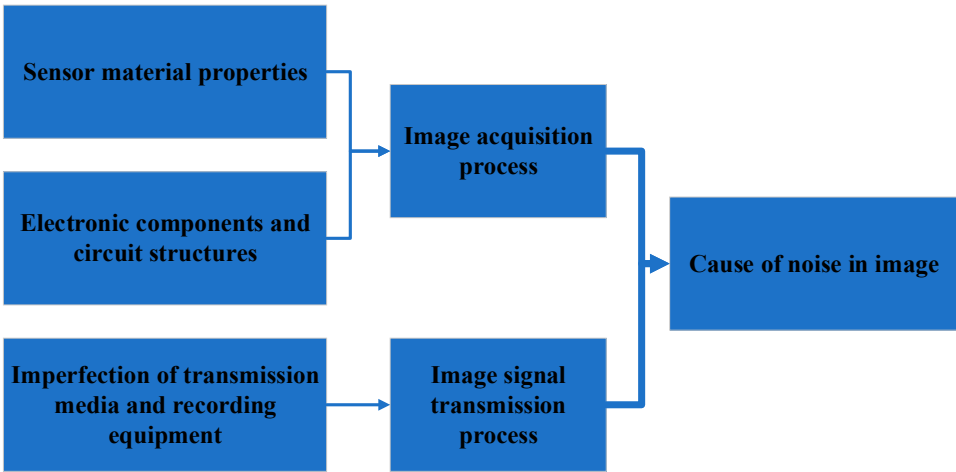 Sensor material properties
Electronic components and
circuit structures
Imperfection of transmission
media and recording
equipment
Image acquisition
process
Image signal
transmission
process
Cause of noise in image